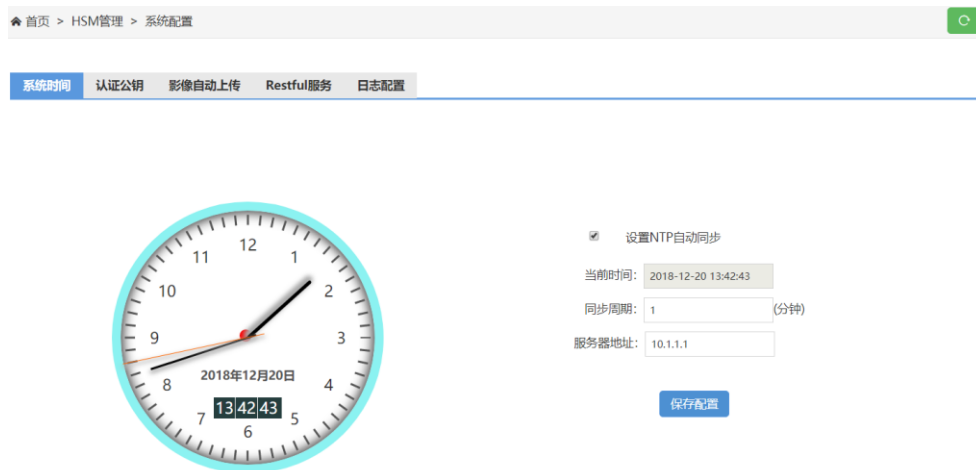 首页 > HSM管理 > 系统配置
系统时间 认证公钥 影像自动上传 Restful服务 日志配置
12
11 1
10 2
9 3
8 4
7 5
6
2018年12月20日
13 42 43
设置NTP自动同步
当前时间: 2018-12-20 13:42:43
同步周期: 1 (分钟)
服务器地址: 10.1.1.1
保存配置